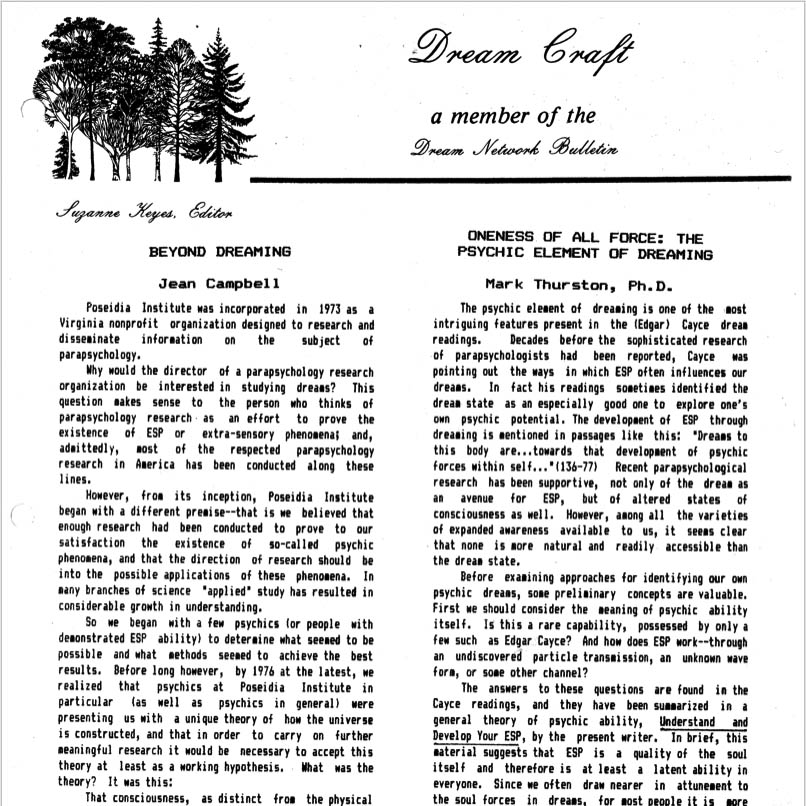 Dream Craft
a member of the
Dream Network Bulletin
Suzanne Keyes, Editor
BEYOND DREAMING
Jean Campbell
Poseidia Institute was incorporated in 1973 as a
Virginia nonprofit organization designed to research and
disseminate information on the subject of
parapsychology.
Why would the director of a parapsychology research
organization be interested in studying dreams? This
question makes sense to the person who thinks of
parapsychology research as an effort to prove the
existence of ESP or extra-sensory phenomena; and,
admittedly, most of the respected parapsychology
research in America has been conducted along these
lines.
However, from its inception, Poseidia Institute
began with a different premise--that is we believed that
enough research had been conducted to prove to our
satisfaction the existence of so-called psychic
phenomena, and that the direction of research should be
into the possible applications of these phenomena. In
many branches of science "applied" study has resulted in
considerable growth in understanding.
So we began with a few psychics (or people with
demonstrated ESP ability) to determine what seemed to be
possible and what methods seemed to achieve the best
results. Before long however, by 1976 at the latest, we
realized that psychics at Poseidia Institute in
particular (as well as psychics in general) were
presenting us with a unique theory of how the universe
is constructed, and that in order to carry on further
meaningful research it would be necessary to accept this
theory at least as a working hypothesis. What was the
theory? It was this:
That consciousness, as distinct from the physical
ONENESS OF ALL FORCE: THE
PSYCHIC ELEMENT OF DREAMING
Mark Thurston, Ph.D.
The psychic element of dreaming is one of the most
intriguing features present in the (Edgar) Cayce dream
readings. Decades before the sophisticated research
of parapsychologists had been reported, Cayce was
pointing out the ways in which ESP often influences our
dreams. In fact his readings sometimes identified the
dream state as an especially good one to explore one's
own psychic potential. The development of ESP through
dreaming is mentioned in passages like this: "Dreams to
this body are...towards that development of psychic
forces within self..."(136-77) Recent parapsychological
research has been supportive, not only of the dream as
an avenue for ESP, but of altered states of
consciousness as well. However, among all the varieties
of expanded awareness available to us, it seems clear
that none is more natural and readily accessible than
the dream state.
Before examining approaches for identifying our own
psychic dreams, some preliminary concepts are valuable.
First we should consider the meaning of psychic ability
itself. Is this a rare capability, possessed by only a
few such as Edgar Cayce? And how does ESP work--through
an undiscovered particle transmission, an unknown wave
form, or some other channel?
The answers to these questions are found in the
Cayce readings, and they have been summarized in a
general theory of psychic ability, Understand and
Develop Your ESP, by the present writer. In brief, this
material suggests that ESP is a quality of the soul
itself and therefore is at least a latent ability in
everyone. Since we often draw nearer in attunement to
the soul forces in dreams, for most people it is more